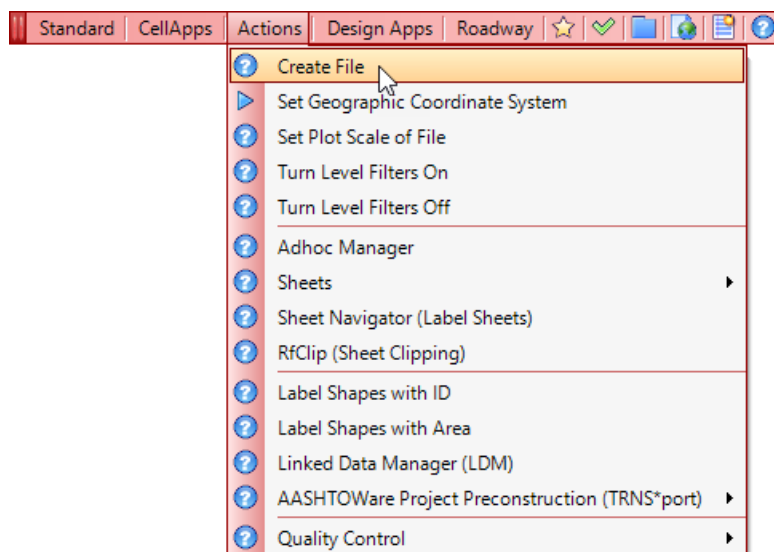 Standard CellApps Actions Design Apps Roadway
Create File
Set Geographic Coordinate System
Set Plot Scale of File
Turn Level Filters On
Turn Level Filters Off
Adhoc Manager
Sheets
Sheet Navigator (Label Sheets)
RfClip (Sheet Clipping)
Label Shapes with ID
Label Shapes with Area
Linked Data Manager (LDM)
AASHTOWare Project Preconstruction (TRNS*port)
Quality Control